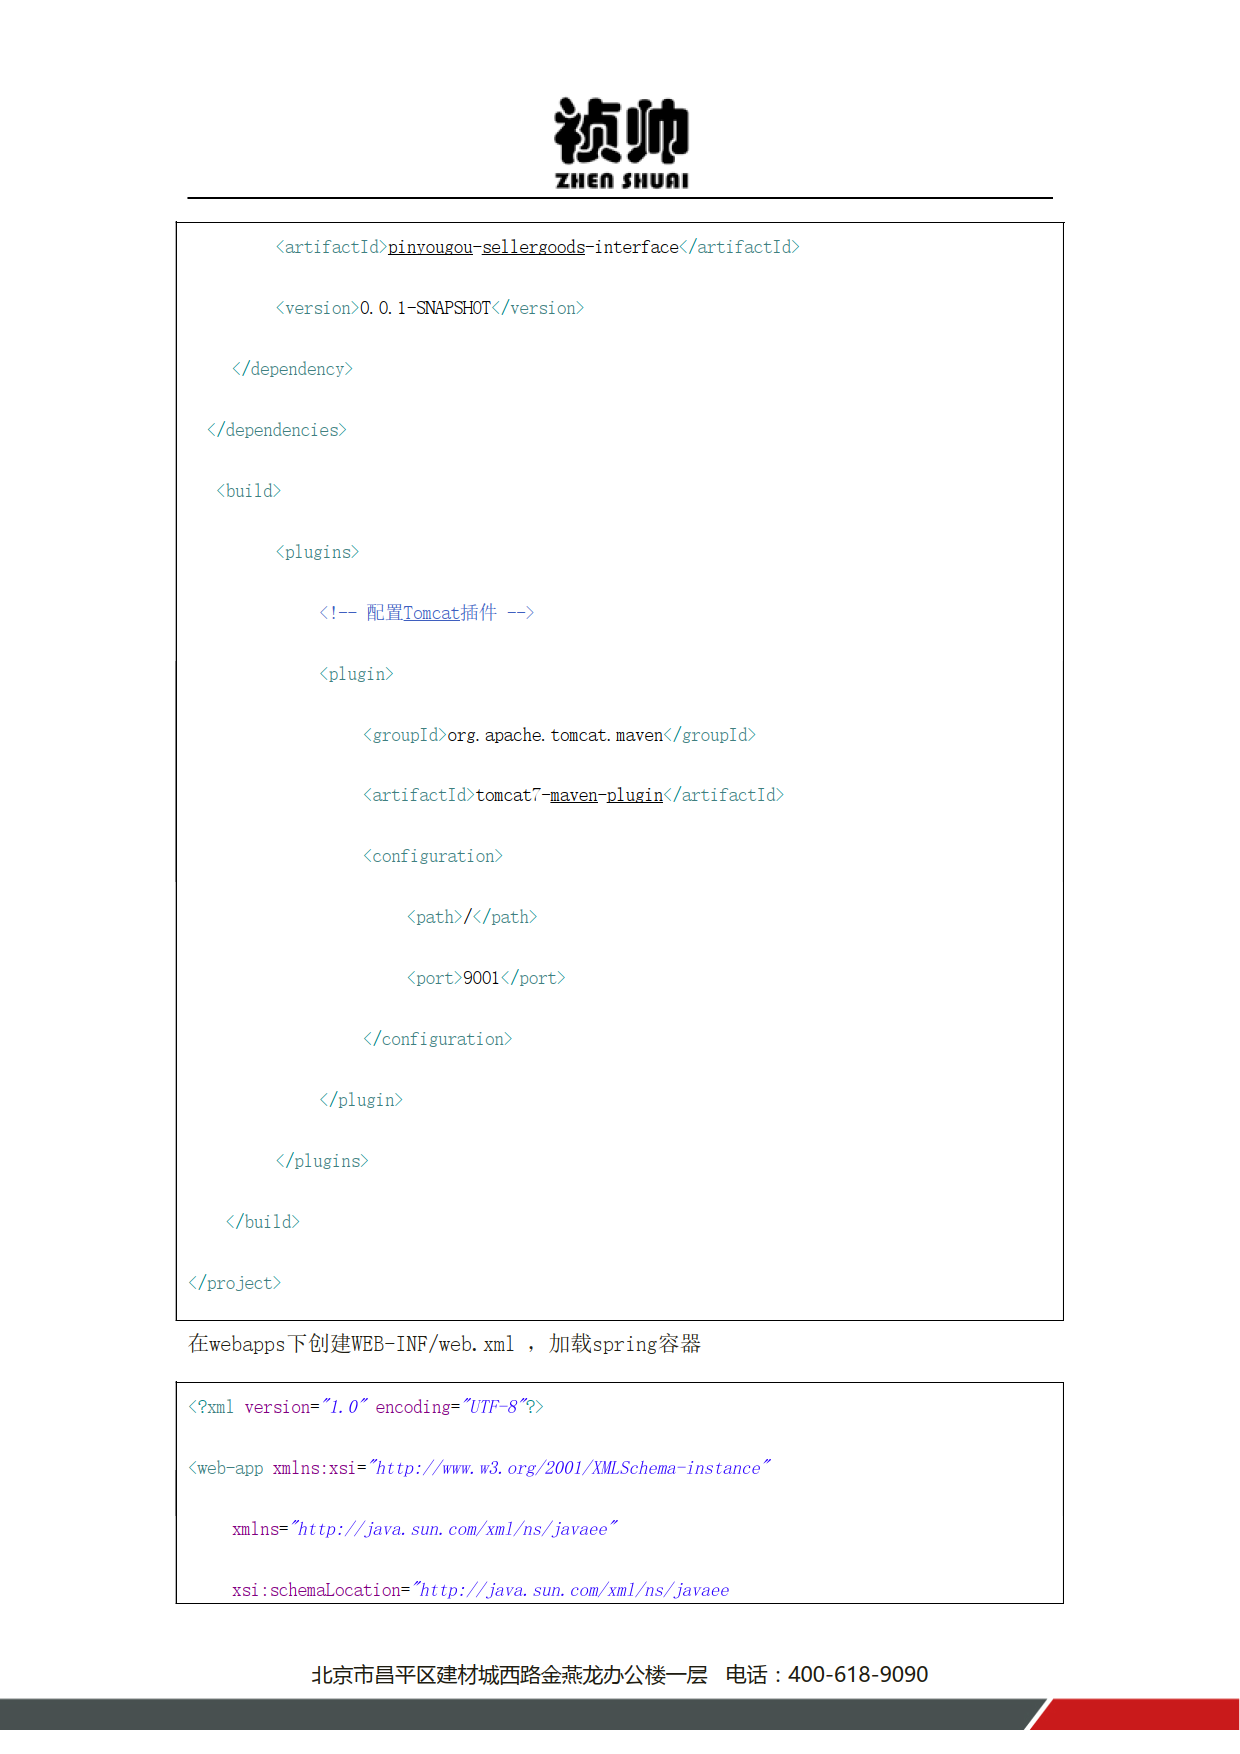 祯帅
ZHEN SHUAI
<artifactId>pinyougou-sellergoods-interface</artifactId>
<version>0.0.1-SNAPSHOT</version>
</dependency>
</dependencies>
<build>
<plugins>
<!-- 配置Tomcat插件 -->
<plugin>
<groupId>org.apache.tomcat.maven</groupId>
<artifactId>tomcat7-maven-plugin</artifactId>
<configuration>
<path>/</path>
<port>9001</port>
</configuration>
</plugin>
</plugins>
</build>
</project>
在webapps下创建WEB-INF/web.xml ，加载spring容器
<?xml version="1.0" encoding="UTF-8"?>
<web-app xmlns:xsi="http://www.w3.org/2001/XMLSchema-instance"
xmlns="http://java.sun.com/xml/ns/javaee"
xsi:schemaLocation="http://java.sun.com/xml/ns/javaee
北京市昌平区建材城西路金燕龙办公楼一层 电话：400-618-9090